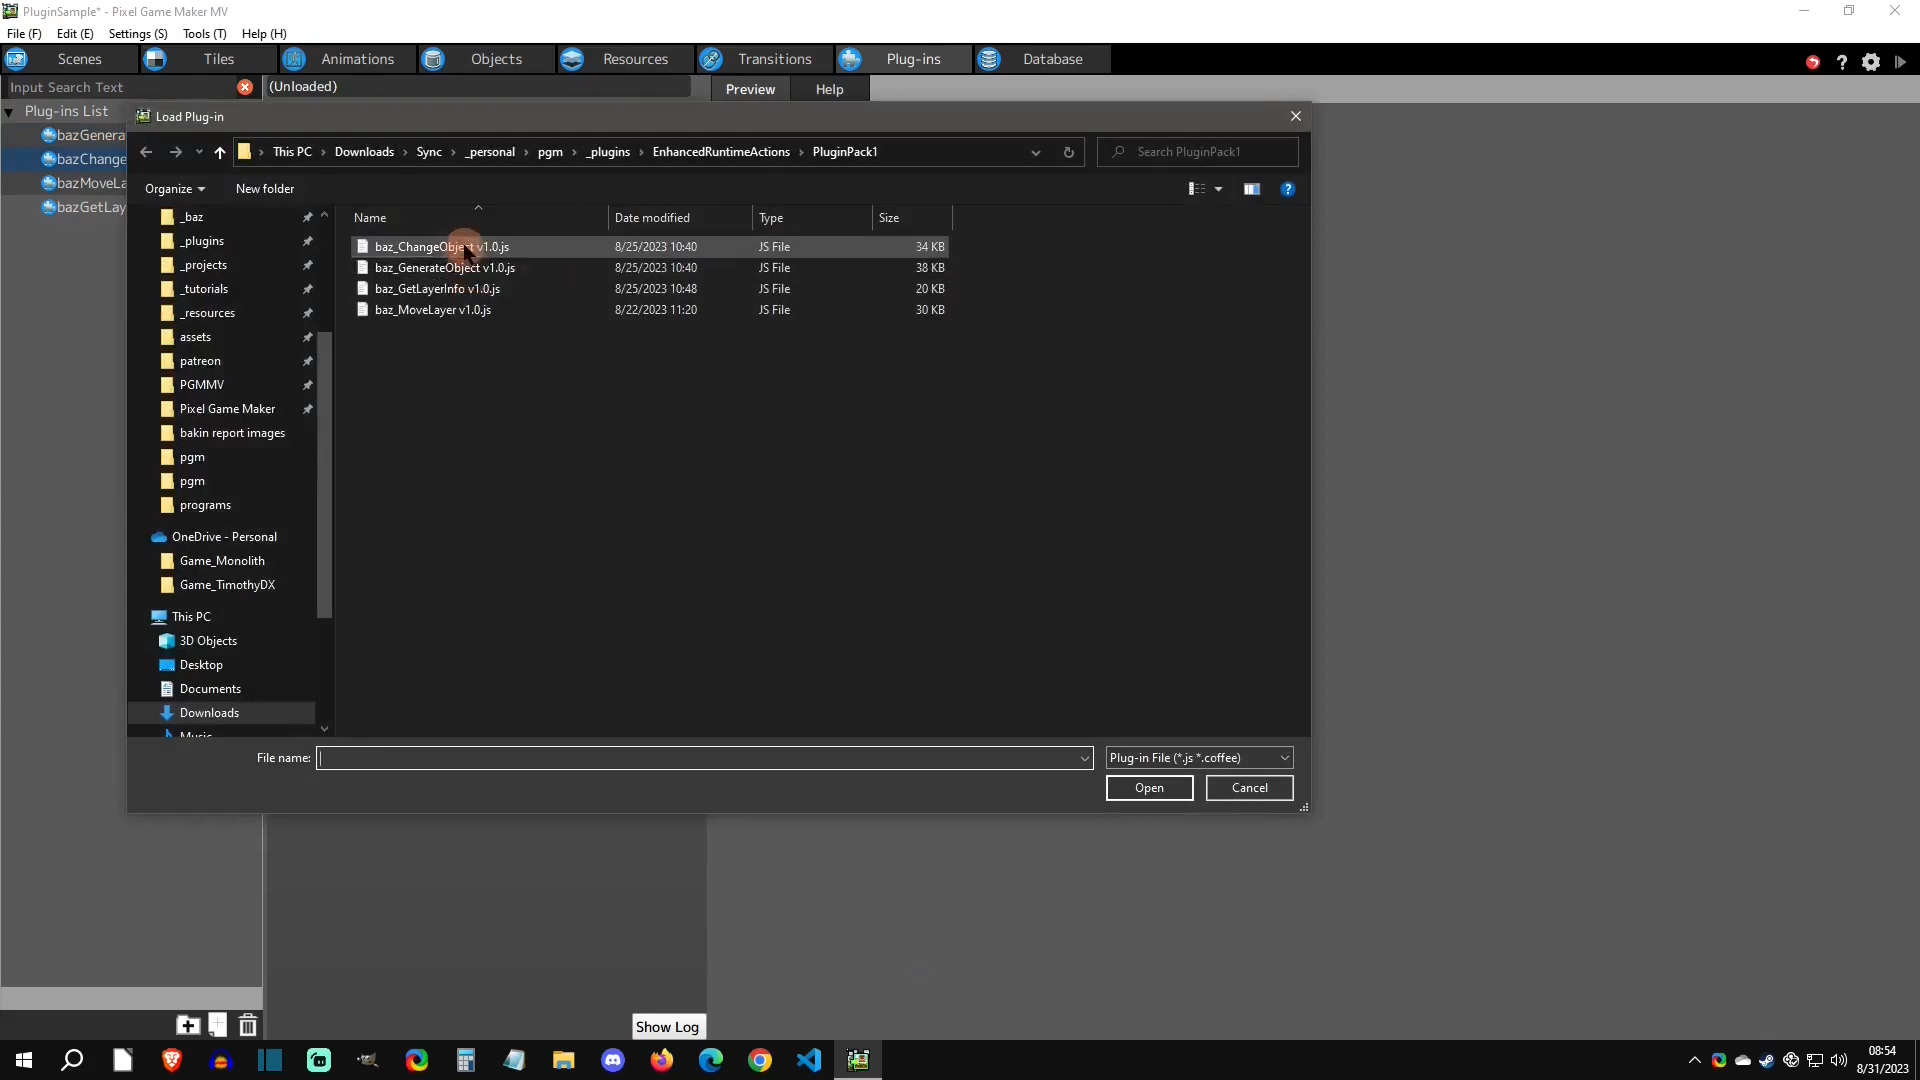 PluginSample* - Pixel Game Maker MV
File (F) Edit (E) Settings (S) Tools (T) Help (H)
Scenes Tiles Animations Objects Resources Transitions Plug-ins Database
Input Search Text (Unloaded) Preview Help
Plug-ins List
bazGenera
bazChange
bazMoveLa
bazGetLay
Load Plug-in
This PC Downloads Sync _personal pgm _plugins EnhancedRuntimeActions PluginPack1 Search PluginPack1
Organize New folder
Name Date modified Type Size
baz_ChangeObject v1.0.js 8/25/2023 10:40 JS File 34 KB
baz_GenerateObject v1.0.js 8/25/2023 10:40 JS File 38 KB
baz_GetLayerInfo v1.0.js 8/25/2023 10:48 JS File 20 KB
baz_MoveLayer v1.0.js 8/22/2023 11:20 JS File 30 KB
_baz
_plugins
_projects
_tutorials
_resources
assets
patreon
PGMMV
Pixel Game Maker
bakin report images
pgm
pgm
programs
OneDrive - Personal
Game_Monolith
Game_TimothyDX
This PC
3D Objects
Desktop
Documents
Downloads
Music
File name: Plug-in File (*.js *.coffee)
Open Cancel
Show Log
08:54
8/31/2023